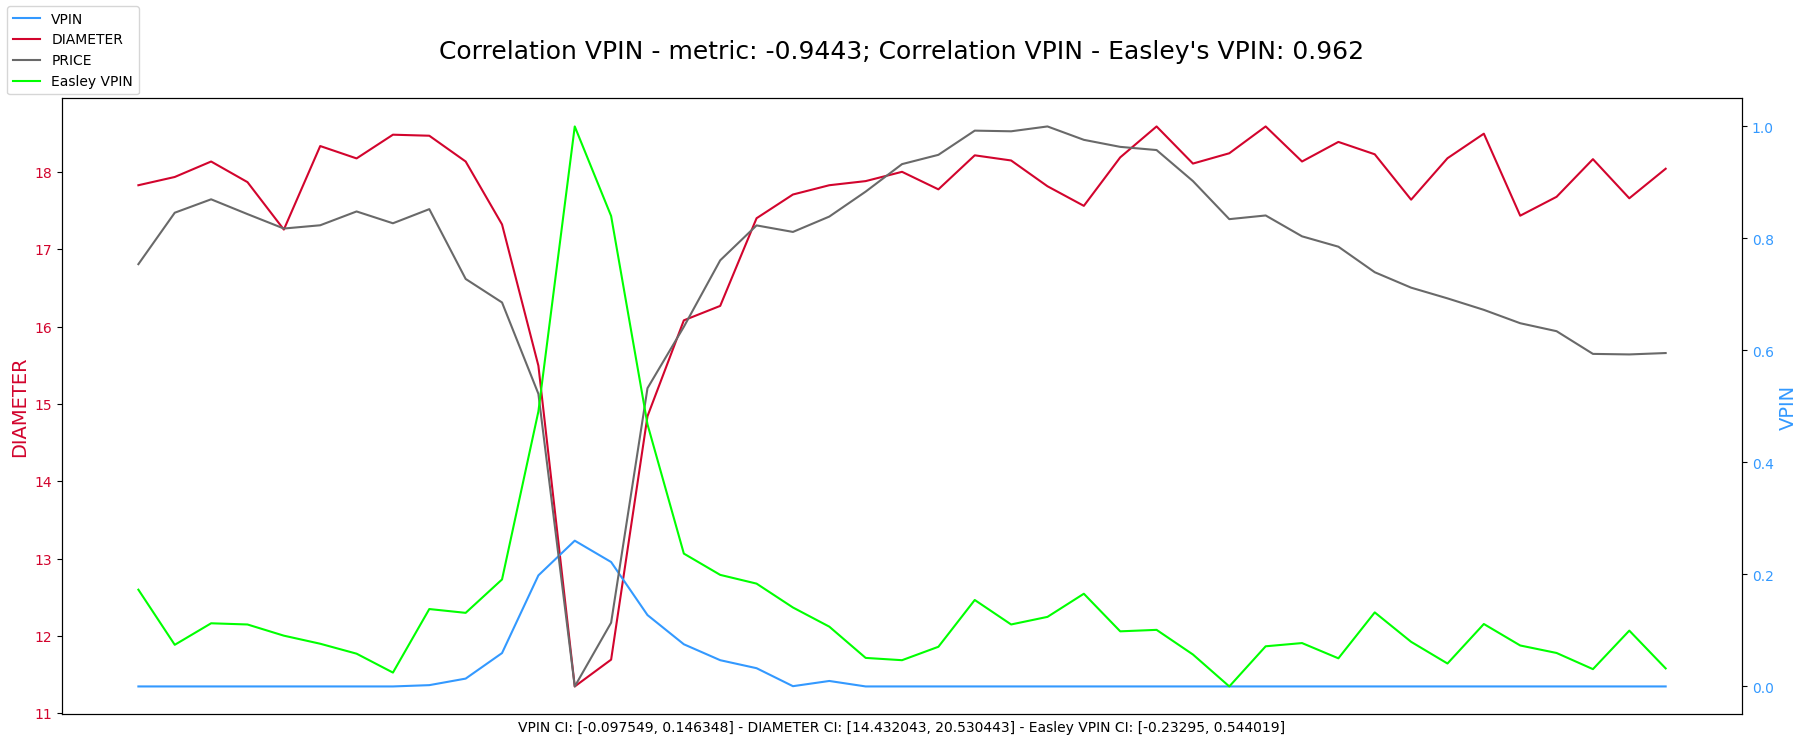 VPIN
DIAMETER
PRICE
Easley VPIN
Correlation VPIN - metric: -0.9443; Correlation VPIN - Easley's VPIN: 0.962
DIAMETER
18
17
16
15
14
13
12
11
1.0
0.8
0.6
0.4
0.2
0.0
VPIN
VPIN CI: [-0.097549, 0.146348] - DIAMETER CI: [14.432043, 20.530443] - Easley VPIN CI: [-0.23295, 0.544019]